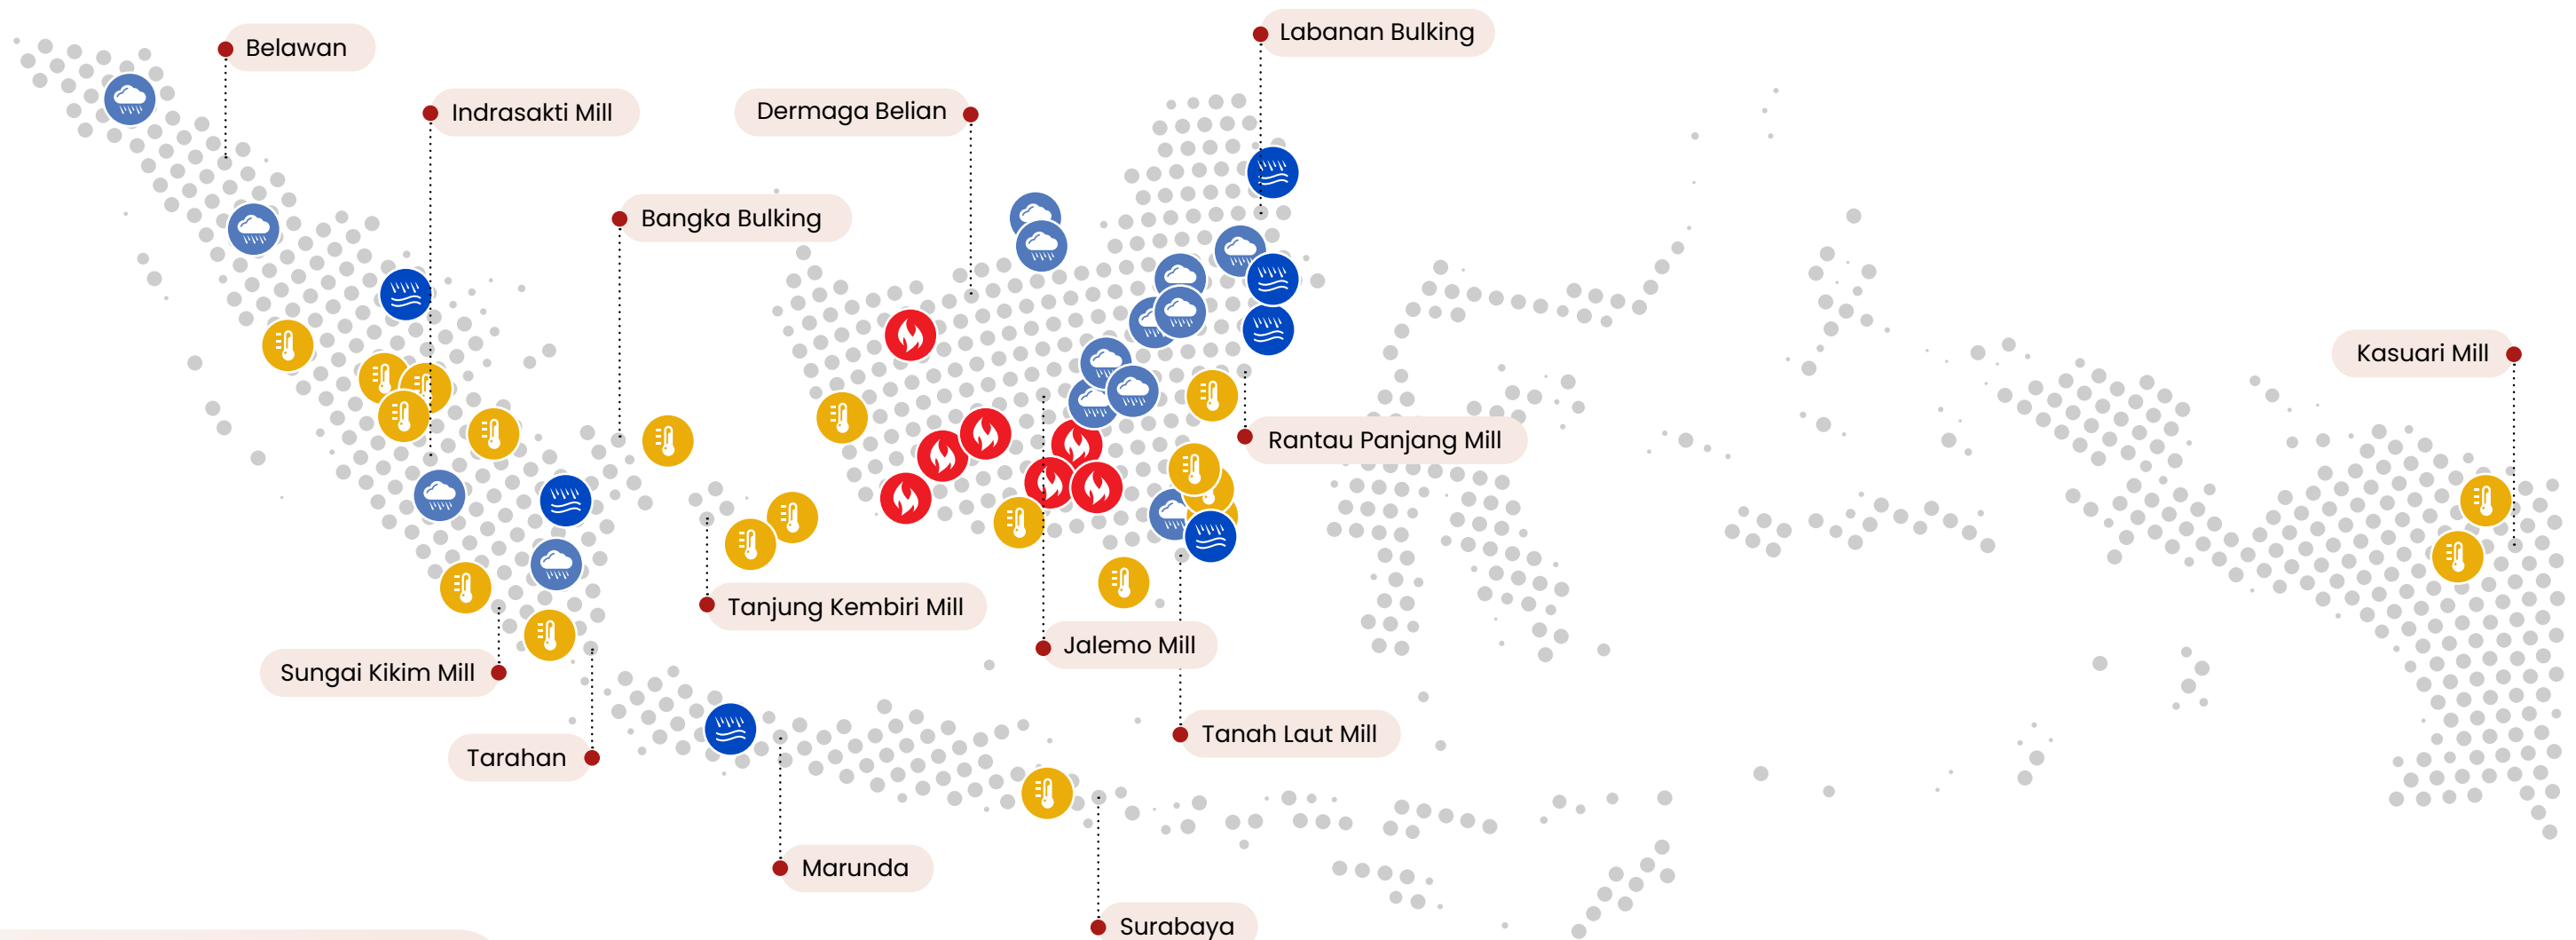 Labanan Bulking
Belawan
Indrasakti Mill
Dermaga Belian
Bangka Bulking
Kasuari Mill
Rantau Panjang Mill
Tanjung Kembiri Mill
Jalemo Mill
Sungai Kikim Mill
Tanah Laut Mill
Tarahan
Marunda
Surabaya